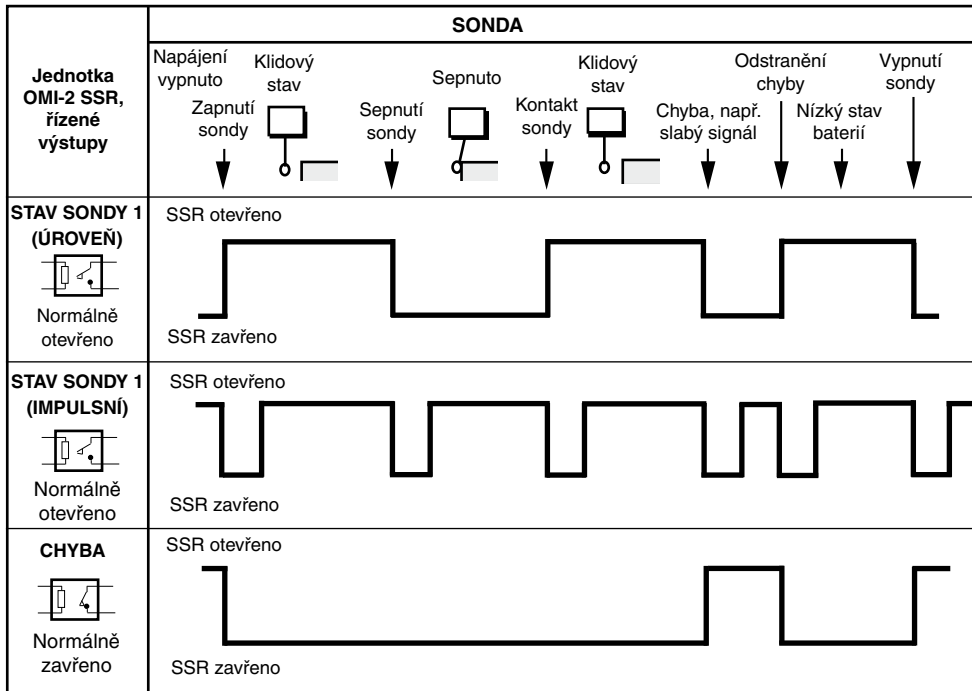 SONDA
Jednotka
OMI-2 SSR,
řízené
výstupy
Napájení
vypnuto
Zapnutí
sondy
Klidový
stav
Sepnutí
sondy
Sepnuto
Kontakt
sondy
Klidový
stav
Chyba, např.
slabý signál
Odstranění
chyby
Nízký stav
baterií
Vypnutí
sondy
STAV SONDY 1
(ÚROVEŇ)
Normálně
otevřeno
SSR otevřeno
SSR zavřeno
STAV SONDY 1
(IMPULSNÍ)
Normálně
otevřeno
SSR otevřeno
SSR zavřeno
CHYBA
Normálně
zavřeno
SSR otevřeno
SSR zavřeno